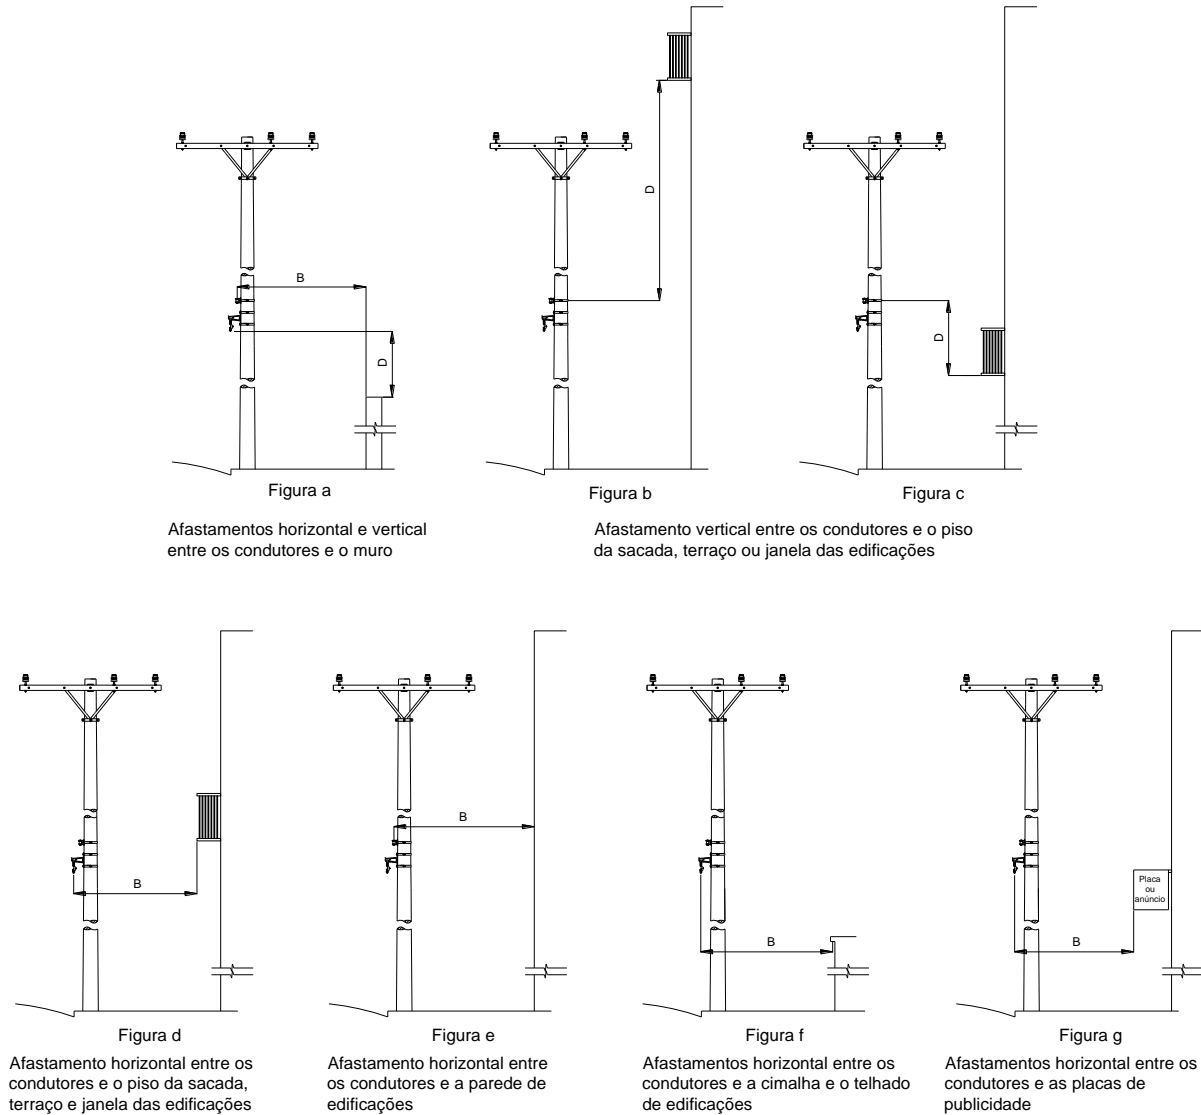 D
B
D
D
Figura a
Figura b
Figura c
Afastamentos horizontal e vertical
entre os condutores e o muro
Afastamento vertical entre os condutores e o piso
da sacada, terraço ou janela das edificações
B
B
B
B
Placa
ou
anúncio
Figura d
Figura e
Figura f
Figura g
Afastamento horizontal entre os
condutores e o piso da sacada,
terraço e janela das edificações
Afastamento horizontal entre
os condutores e a parede de
edificações
Afastamento horizontal entre os
condutores e a cimalha e o telhado
de edificações
Afastamentos horizontal entre os
condutores e as placas de
publicidade